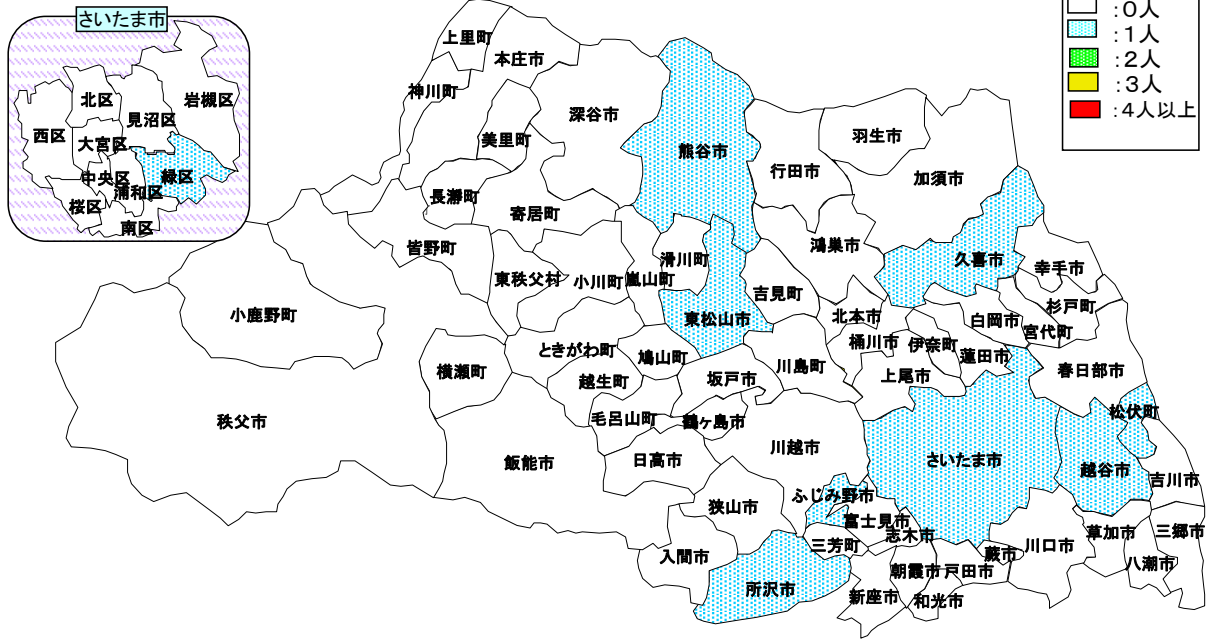 さいたま市
北区
岩槻区
見沼区
西区
大宮区
中央区
緑区
浦和区
桜区
南区
:0人
:1人
:2人
:3人
:4人以上
上里町
本庄市
神川町
深谷市
美里町
熊谷市
羽生市
行田市
加須市
長瀞町
寄居町
皆野町
鴻巣市
滑川町
久喜市
幸手市
東秩父村
小川町
嵐山町
吉見町
杉戸町
小鹿野町
東松山市
北本市
白岡市
宮代町
桶川市
伊奈町
蓮田市
ときがわ町
鳩山町
川島町
横瀬町
越生町
坂戸市
上尾市
春日部市
松伏町
秩父市
毛呂山町
鶴ヶ島市
川越市
さいたま市
飯能市
日高市
越谷市
吉川市
ふじみ野市
狭山市
富士見市
志木市
三芳町
入間市
川口市
草加市
三郷市
蕨市
八潮市
朝霞市
戸田市
所沢市
新座市
和光市